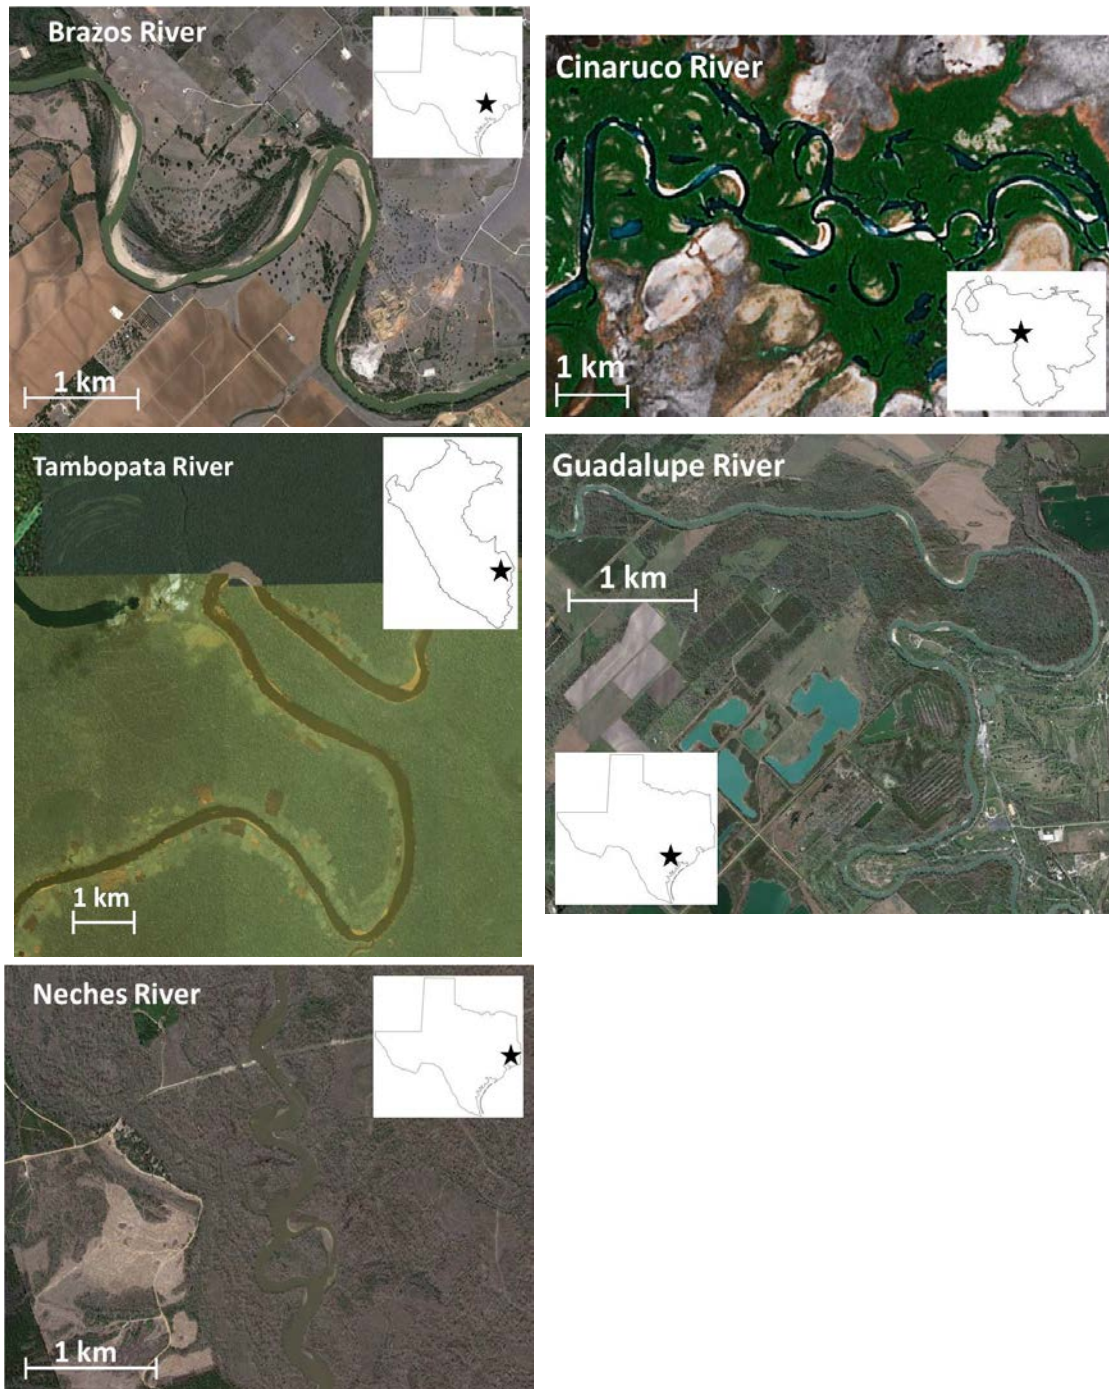 Brazos River
1 km
Cinaruco River
1 km
Tambopata River
1 km
Guadalupe River
1 km
Neches River
1 km